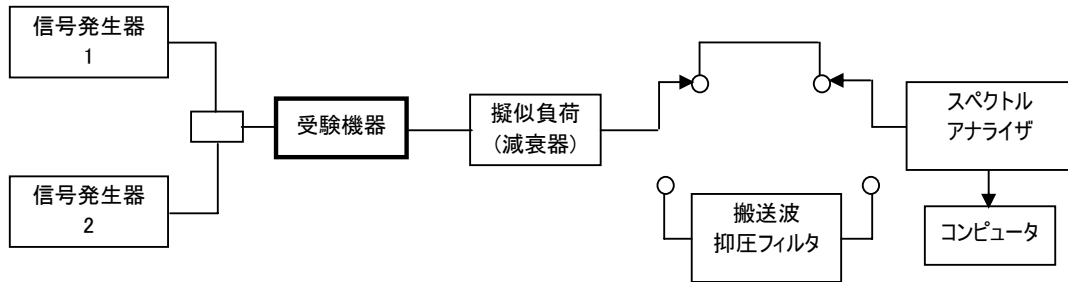 信号発生器
1
受験機器
擬似負荷
(減衰器)
スペクトル
アナライザ
信号発生器
2
搬送波
抑圧フィルタ
コンピュータ